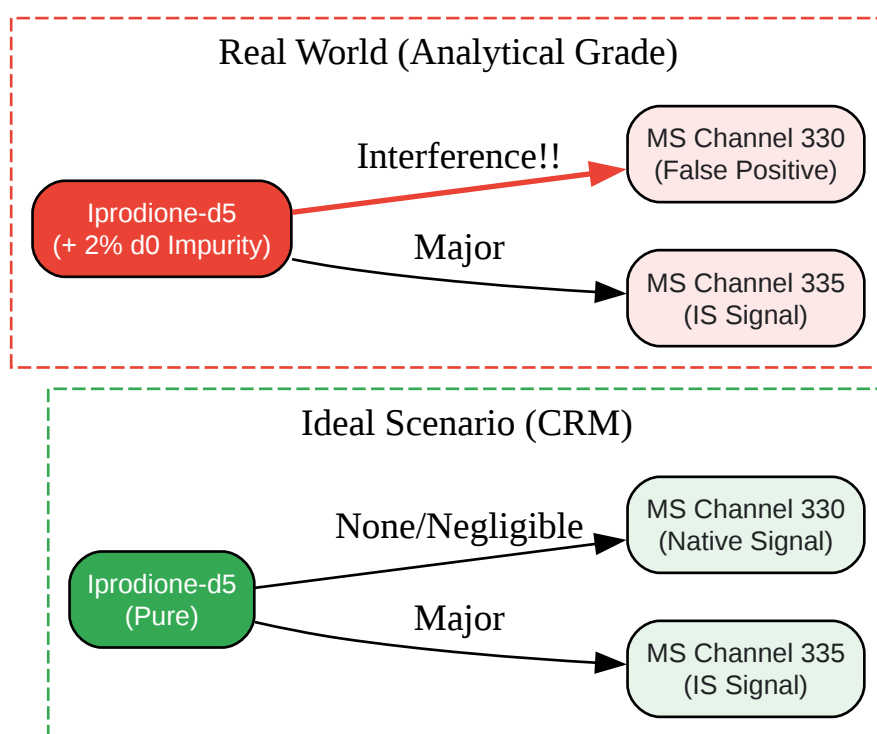 Real World (Analytical Grade)
Interference!!
MS Channel 330
(False Positive)
Iprodione-d5
(+ 2% d0 Impurity)
Major
MS Channel 335
(IS Signal)
Ideal Scenario (CRM)
None/Negligible
MS Channel 330
(Native Signal)
Iprodione-d5
(Pure)
Major
MS Channel 335
(IS Signal)